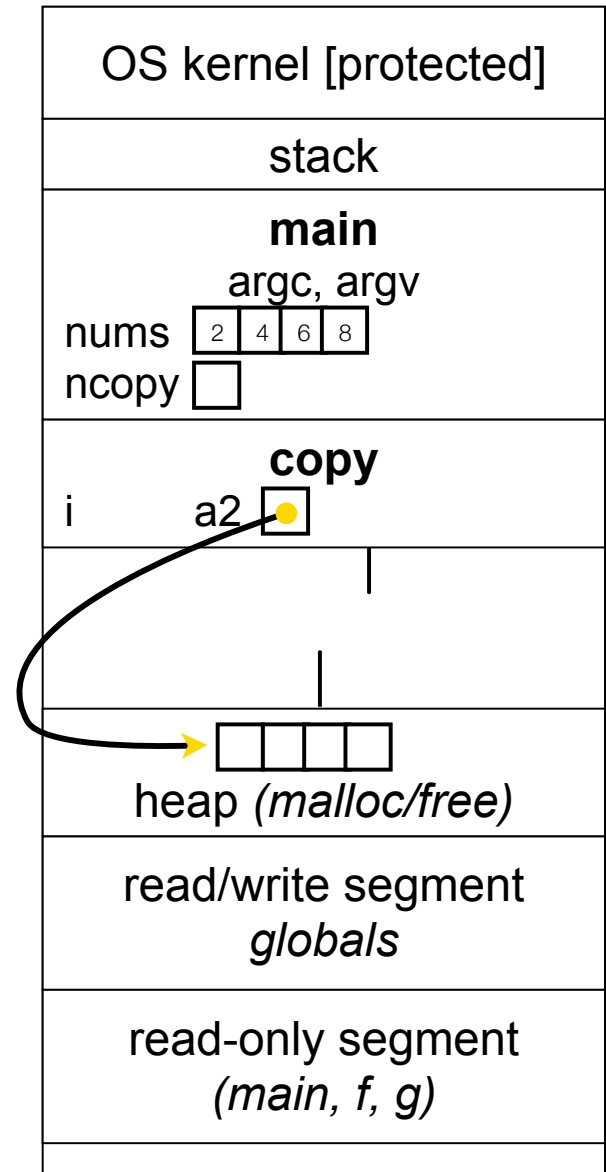 OS kernel [protected]
stack
main
argc, argv
nums 2 4 6 8
ncopy
copy
i a2
heap (malloc/free)
read/write segment
globals
read-only segment
(main, f, g)